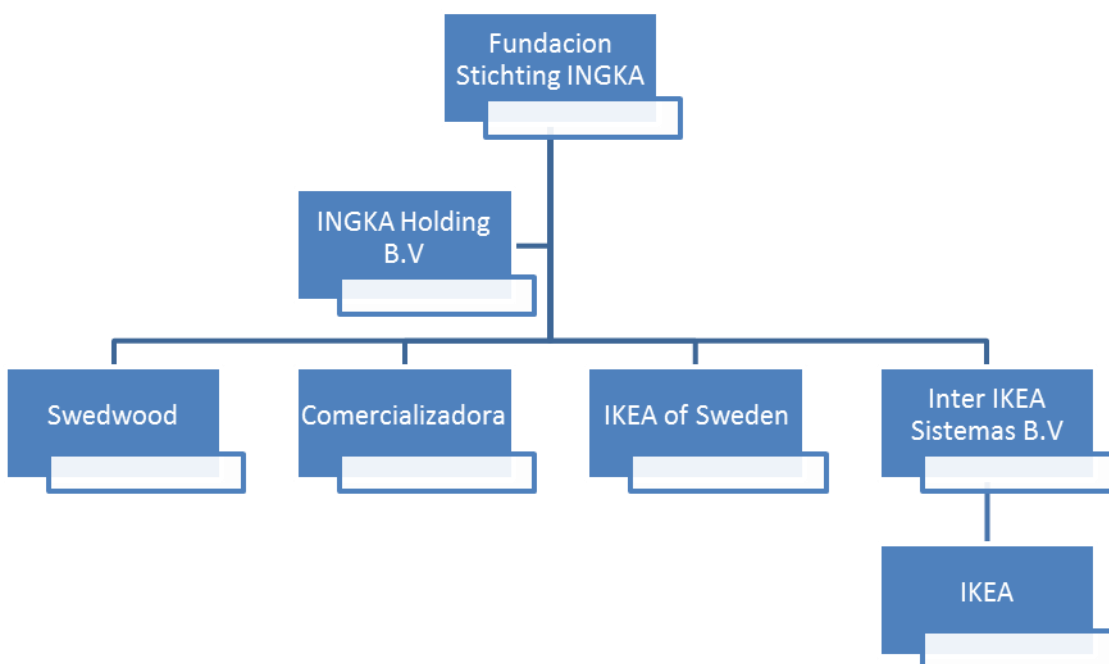 Fundacion
Stichting INGKA
INGKA Holding
B.V
Swedwood
Comercializadora
IKEA of Sweden
Inter IKEA
Sistemas B.V
IKEA